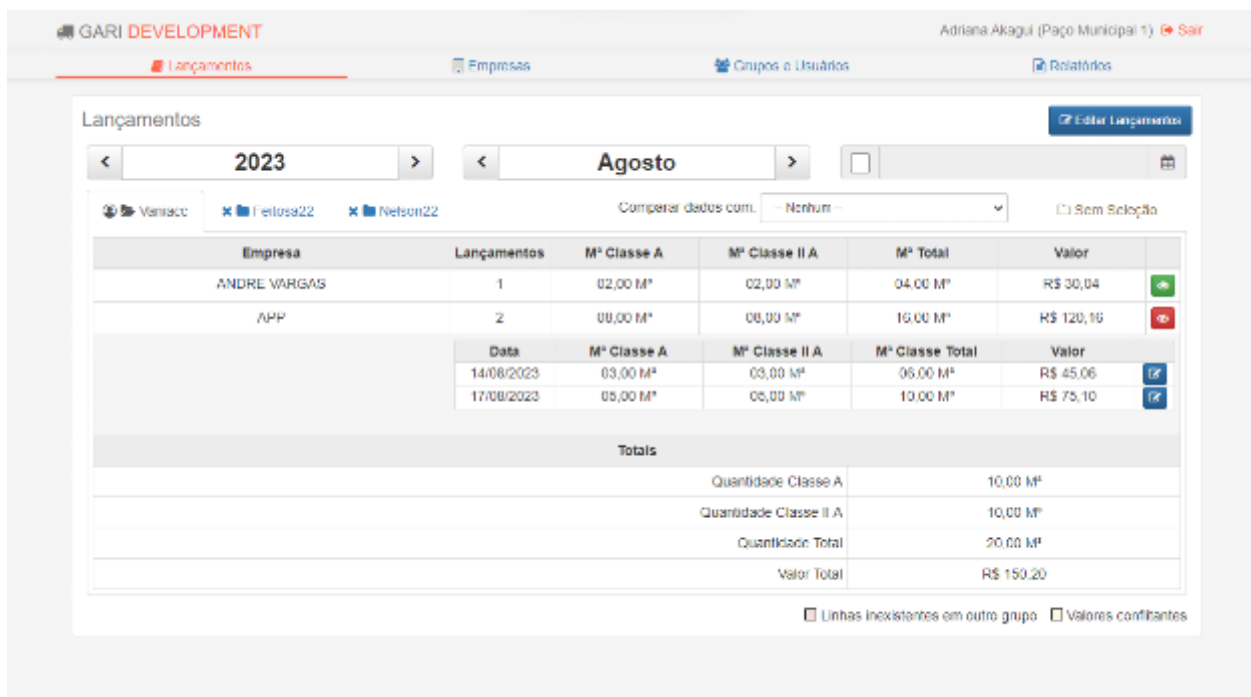 GARI DEVELOPMENT Adriana Akagui (Paço Municipal 1) Sair
Lançamentos Empresas Grupos e Usuários Relatórios
Lançamentos Editar Lançamentos
2023 Agosto
Vaniacc Feitosa22 Nelson22 Comparar dados com: -- Nenhum -- Sem Seleção
Empresa Lançamentos M³ Classe A M³ Classe II A M³ Total Valor
ANDRE VARGAS 1 02,00 M³ 02,00 M³ 04,00 M³ R$ 30,04
APP 2 08,00 M³ 08,00 M³ 16,00 M³ R$ 120,16
Data M³ Classe A M³ Classe II A M³ Classe Total Valor
14/08/2023 03,00 M³ 03,00 M³ 06,00 M³ R$ 45,06
17/08/2023 05,00 M³ 05,00 M³ 10,00 M³ R$ 75,10
Totais
Quantidade Classe A 10,00 M³
Quantidade Classe II A 10,00 M³
Quantidade Total 20,00 M³
Valor Total R$ 150,20
Linhas inexistentes em outro grupo Valores conflitantes